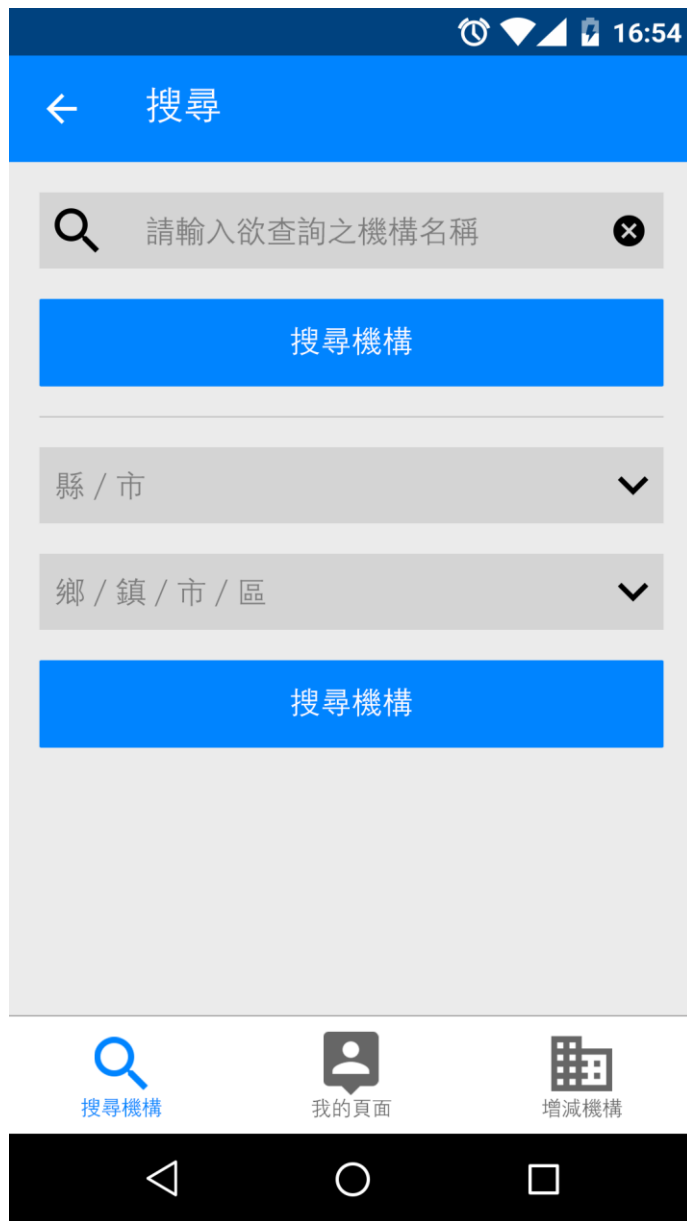 16:54
搜尋
請輸入欲查詢之機構名稱
搜尋機構
縣 / 市
鄉 / 鎮 / 市 / 區
搜尋機構
搜尋機構 我的頁面 增減機構